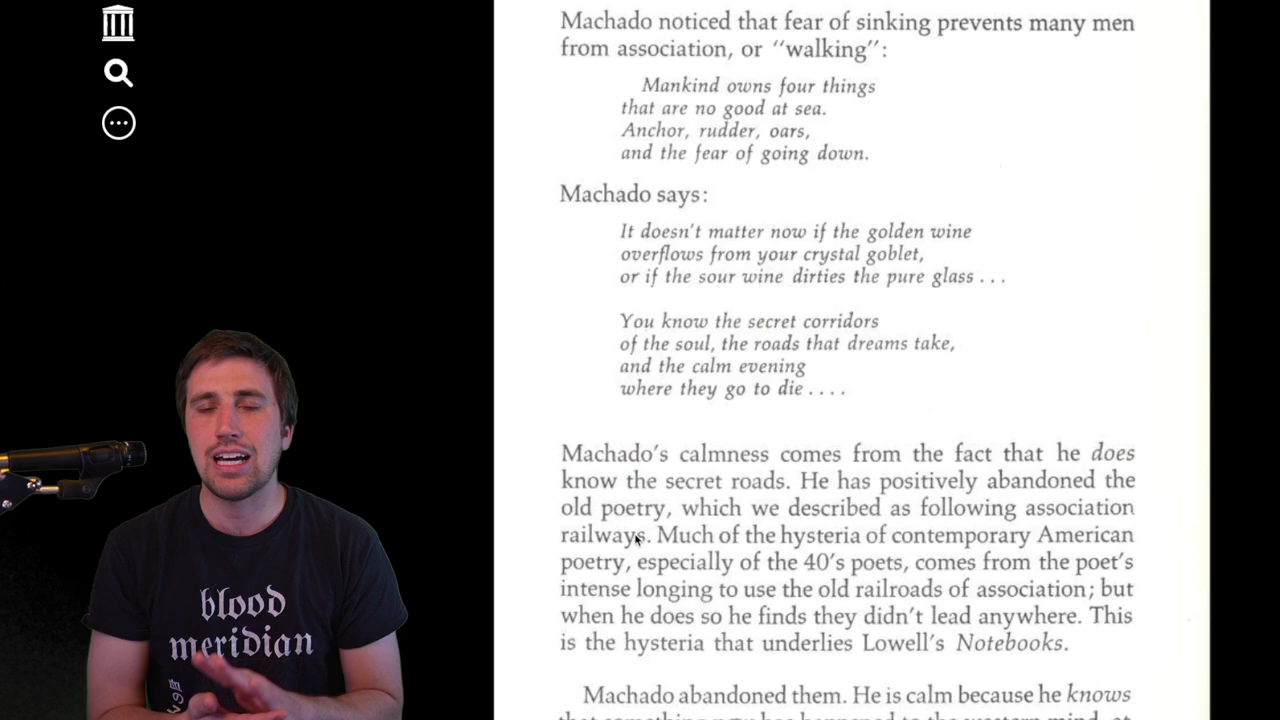 Machado noticed that fear of sinking prevents many men
from association, or "walking":
Mankind owns four things
that are no good at sea.
Anchor, rudder, oars,
and the fear of going down.
Machado says:
It doesn't matter now if the golden wine
overflows from your crystal goblet,
or if the sour wine dirties the pure glass . . .
You know the secret corridors
of the soul, the roads that dreams take,
and the calm evening
where they go to die . . . .
Machado's calmness comes from the fact that he does
know the secret roads. He has positively abandoned the
old poetry, which we described as following association
railways. Much of the hysteria of contemporary American
poetry, especially of the 40's poets, comes from the poet's
intense longing to use the old railroads of association; but
when he does so he finds they didn't lead anywhere. This
is the hysteria that underlies Lowell's Notebooks.
Machado abandoned them. He is calm because he knows
blood
meridian